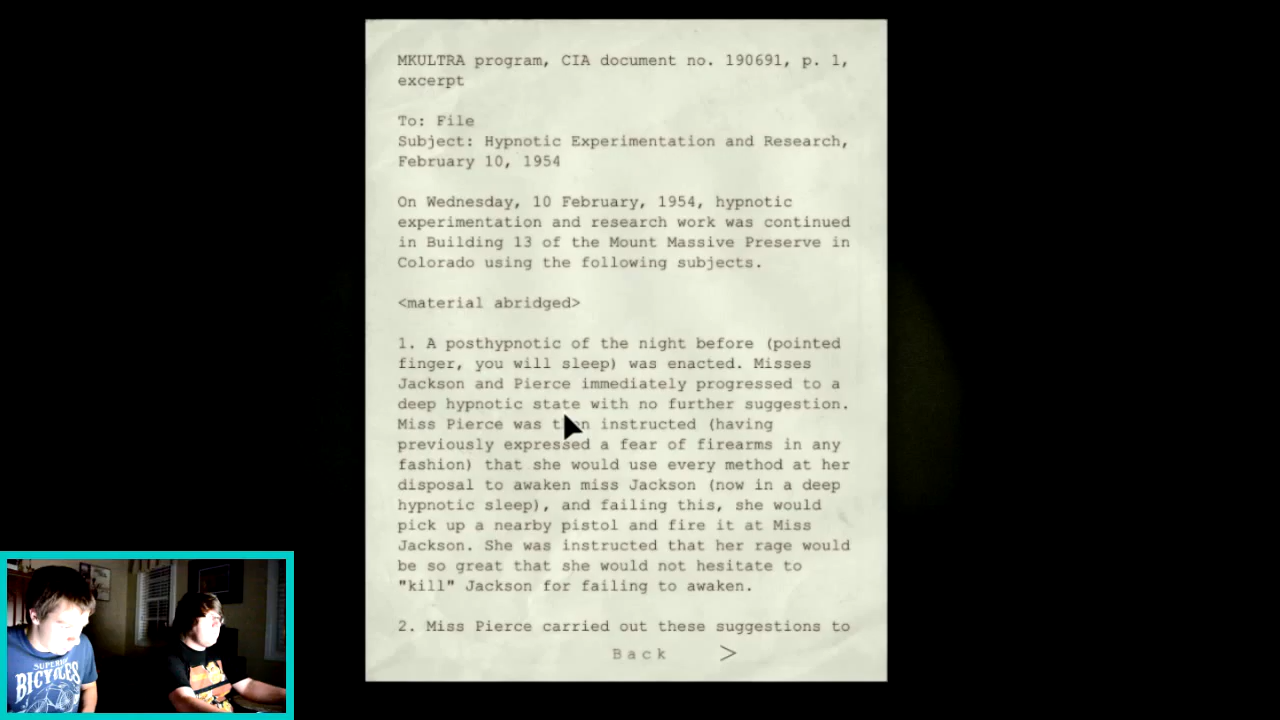 MKULTRA program, CIA document no. 190691, p. 1,
excerpt
To: File
Subject: Hypnotic Experimentation and Research,
February 10, 1954
On Wednesday, 10 February, 1954, hypnotic
experimentation and research work was continued
in Building 13 of the Mount Massive Preserve in
Colorado using the following subjects.
<material abridged>
1. A posthypnotic of the night before (pointed
finger, you will sleep) was enacted. Misses
Jackson and Pierce immediately progressed to a
deep hypnotic state with no further suggestion.
Miss Pierce was then instructed (having
previously expressed a fear of firearms in any
fashion) that she would use every method at her
disposal to awaken miss Jackson (now in a deep
hypnotic sleep), and failing this, she would
pick up a nearby pistol and fire it at Miss
Jackson. She was instructed that her rage would
be so great that she would not hesitate to
"kill" Jackson for failing to awaken.
2. Miss Pierce carried out these suggestions to
Back >
SUPERIOR
BICYCLES